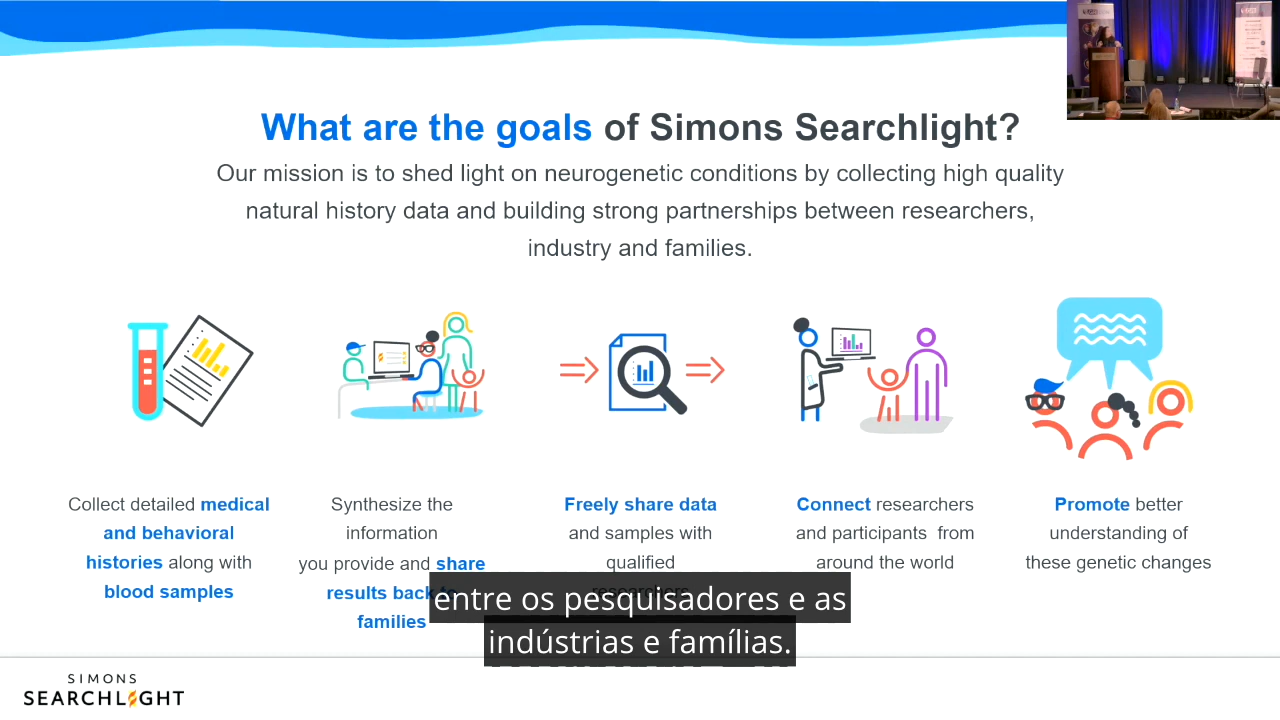 What are the goals of Simons Searchlight?
Our mission is to shed light on neurogenetic conditions by collecting high quality
natural history data and building strong partnerships between researchers,
industry and families.
Collect detailed medical
and behavioral
histories along with
blood samples
Synthesize the
information
you provide and share
results back to
families
Freely share data
and samples with
qualified
researchers
Connect researchers
and participants from
around the world
Promote better
understanding of
these genetic changes
entre os pesquisadores e as
indústrias e famílias.
SIMONS
SEARCHLIGHT